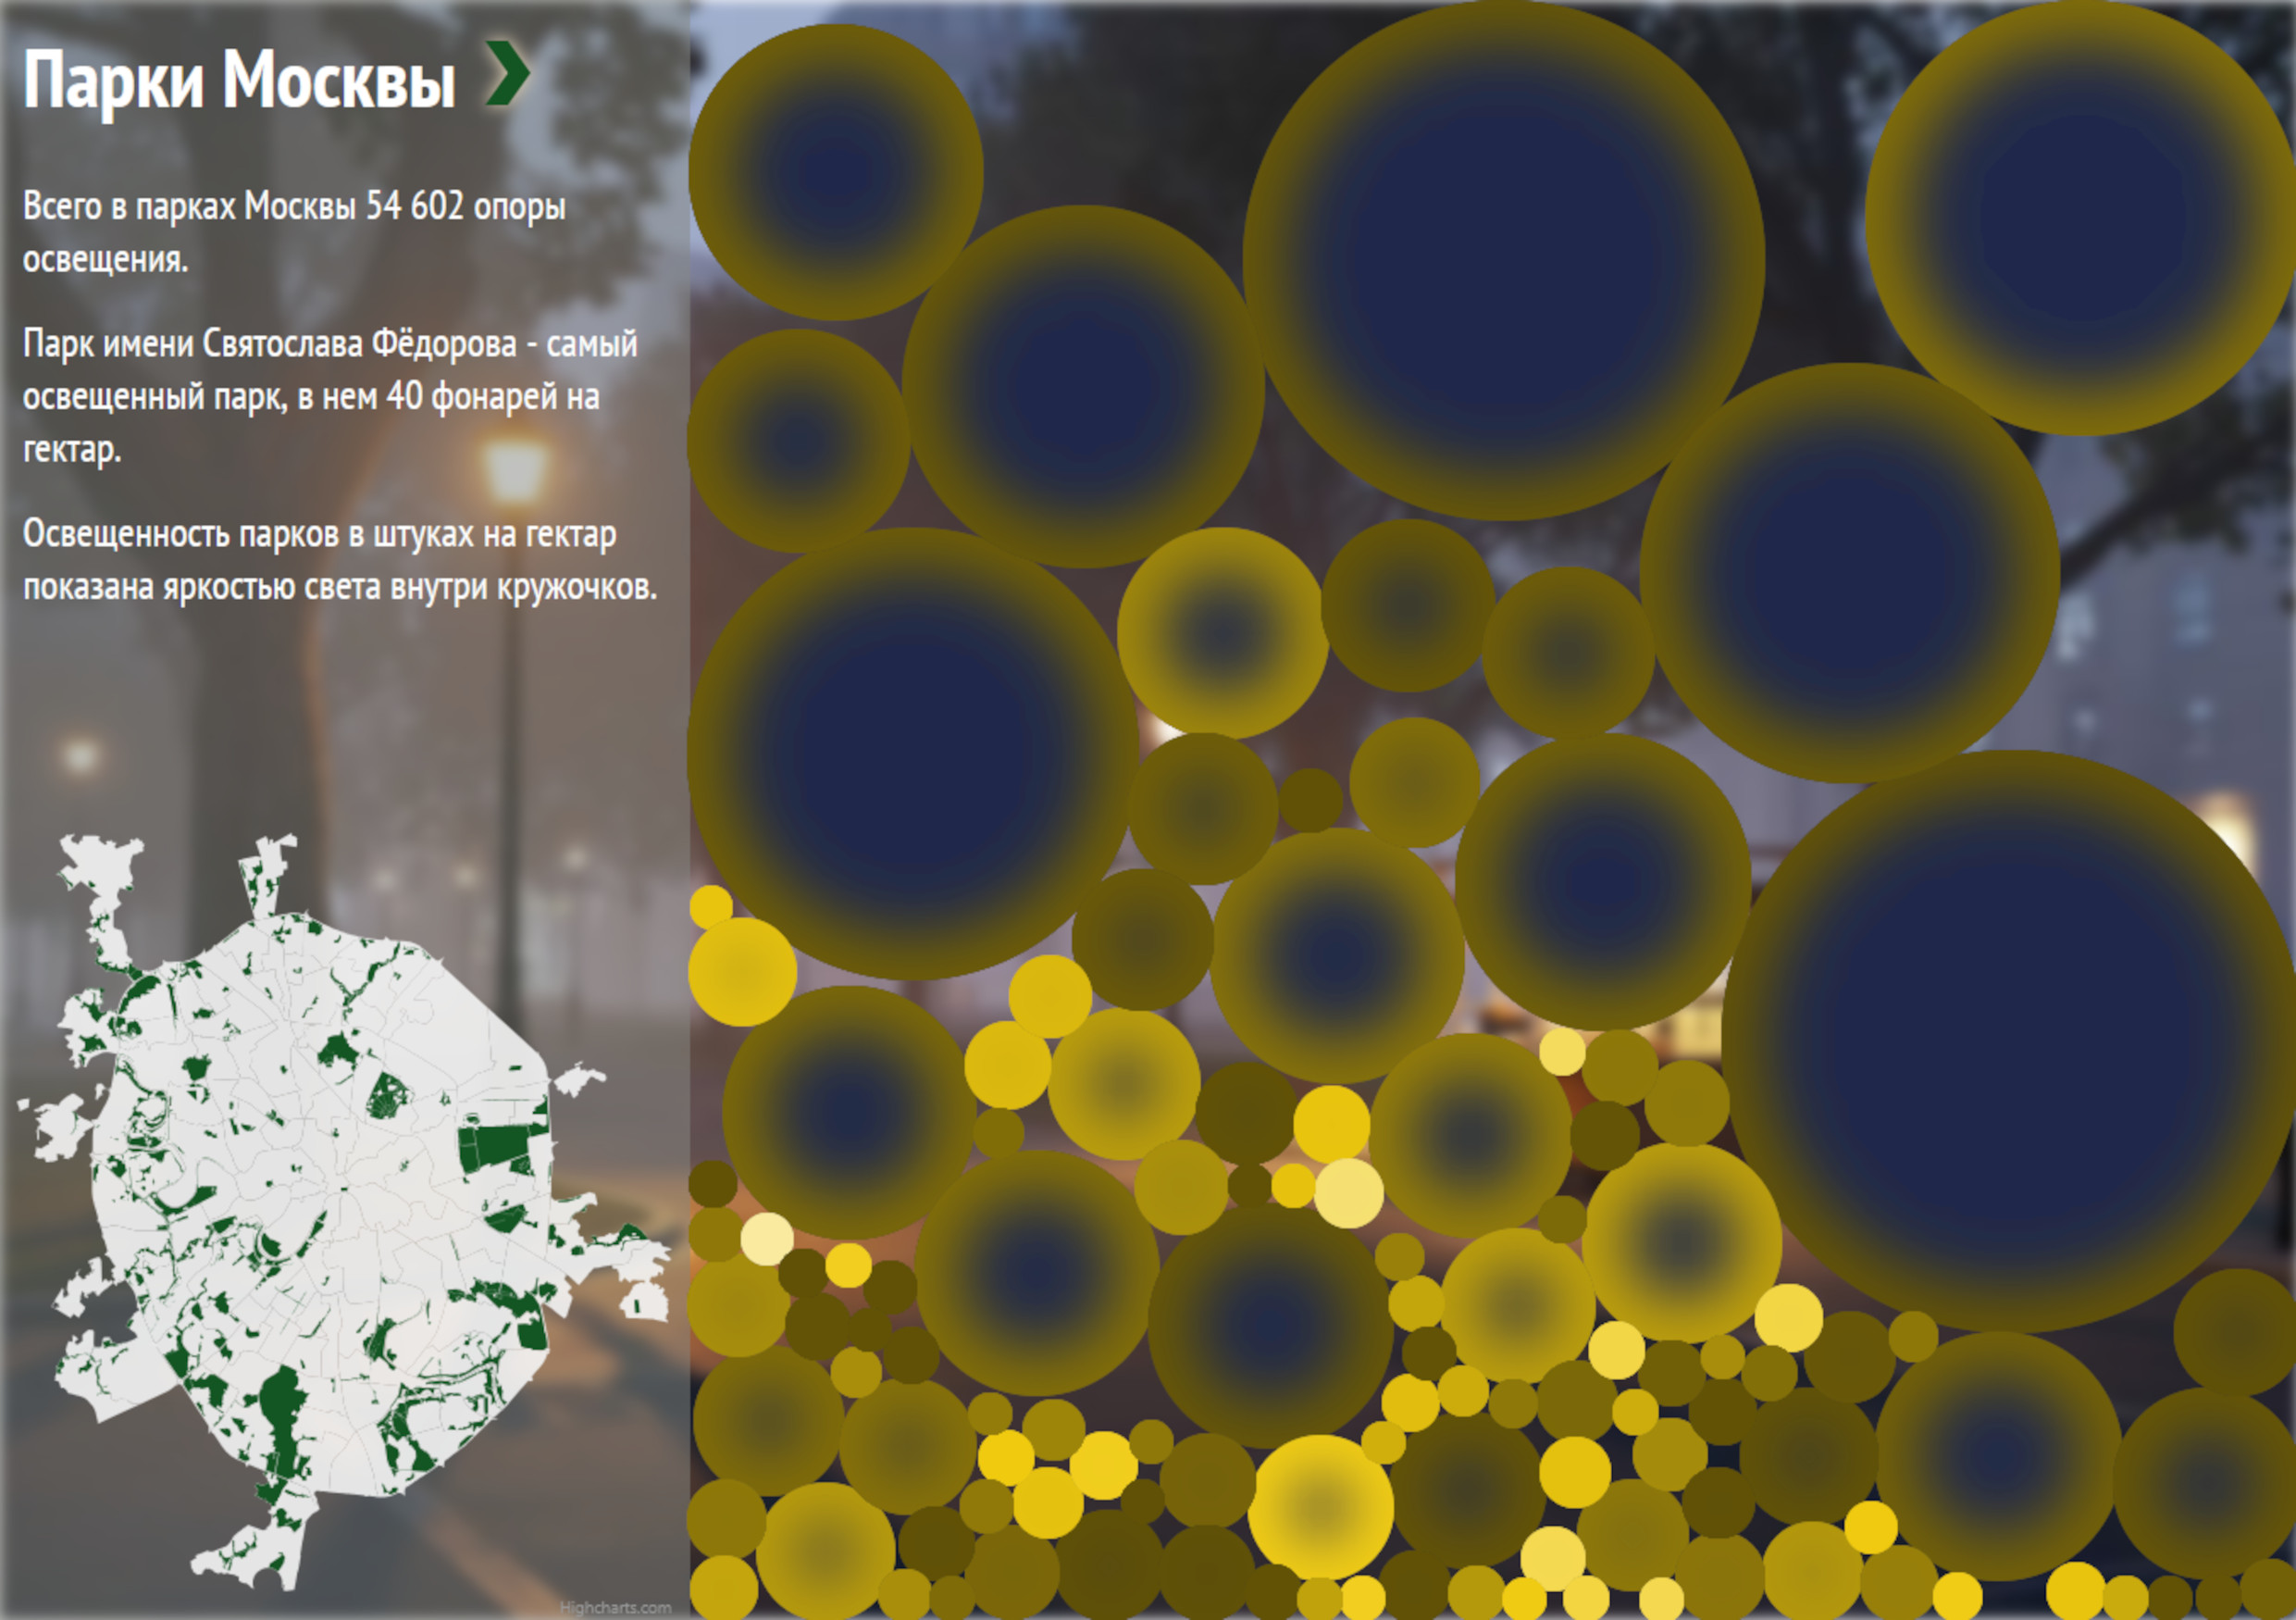 Парки Москвы
Всего в парках Москвы 54 602 опоры
освещения.
Парк имени Святослава Фёдорова - самый
освещенный парк, в нем 40 фонарей на
гектар.
Освещенность парков в штуках на гектар
показана яркостью света внутри кружочков.
Highcharts.com